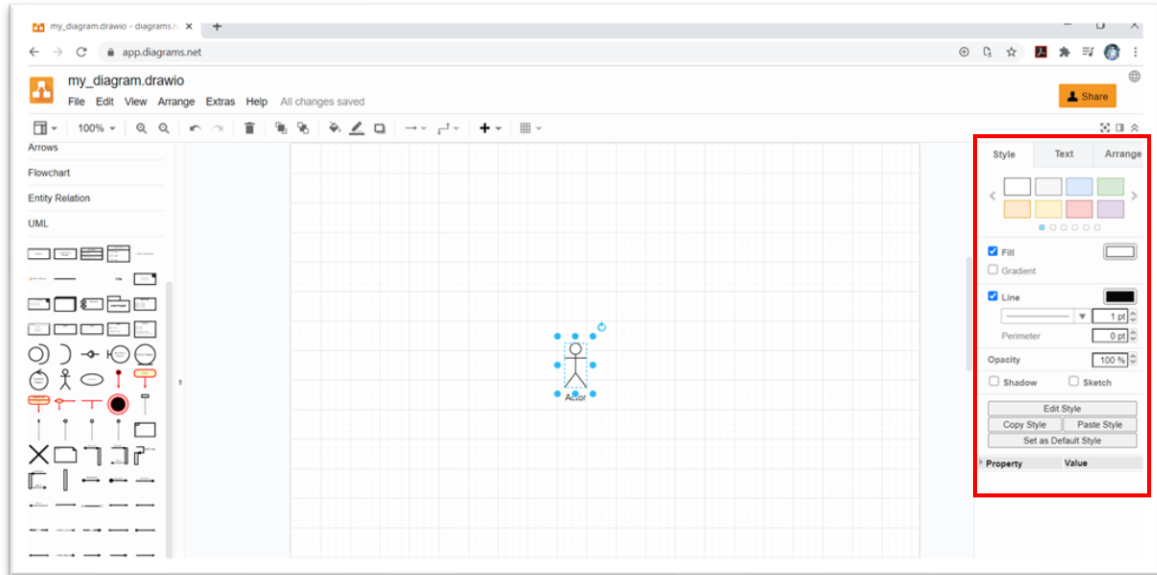 my_diagram.drawio - diagrams.n
app.diagrams.net
my_diagram.drawio
File Edit View Arrange Extras Help All changes saved
Share
100%
Arrows
Flowchart
Entity Relation
UML
Actor
Style Text Arrange
Fill
Gradient
Line
1 pt
Perimeter 0 pt
Opacity 100 %
Shadow Sketch
Edit Style
Copy Style Paste Style
Set as Default Style
Property Value